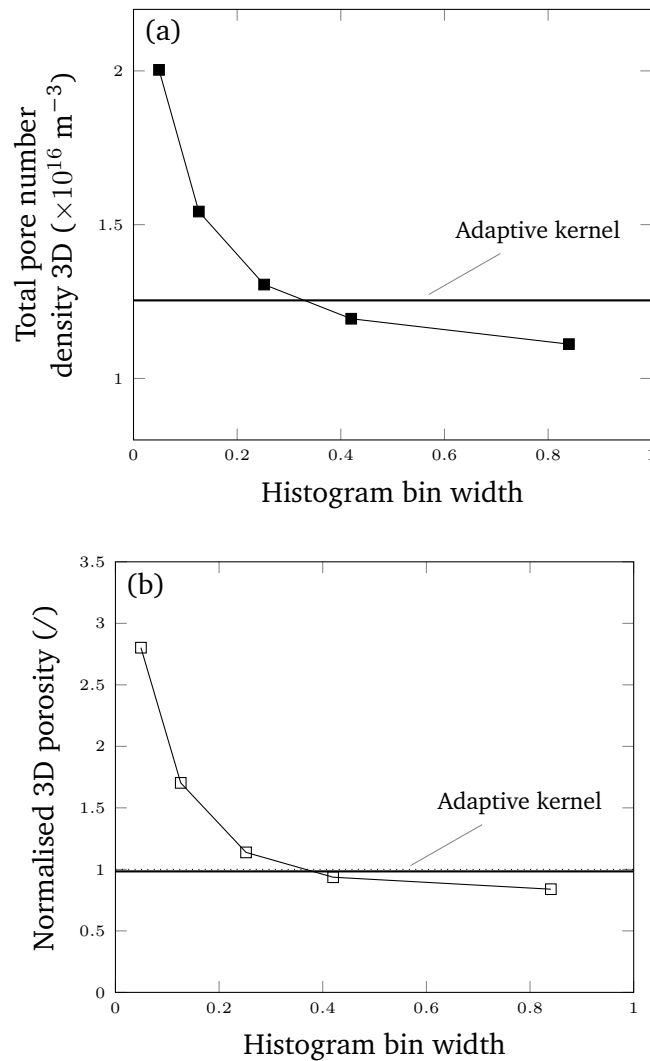 (a)
Total pore number
density 3D (×10¹⁶ m⁻³)
2
1.5
1
Adaptive kernel
0 0.2 0.4 0.6 0.8 1
Histogram bin width
(b)
Normalised 3D porosity (/)
3.5
3
2.5
2
1.5
1
0.5
0
Adaptive kernel
0 0.2 0.4 0.6 0.8 1
Histogram bin width